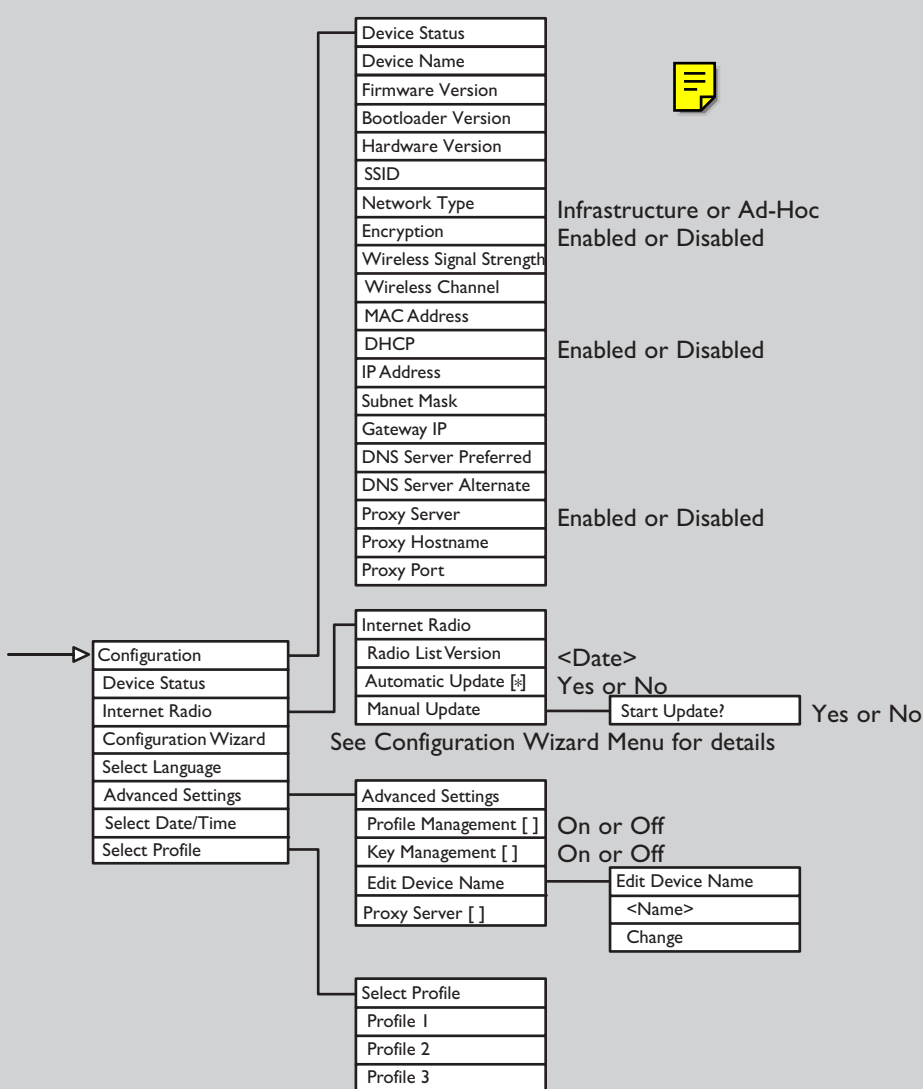 Device Status
Device Name
Firmware Version
Bootloader Version
Hardware Version
SSID
Network Type
Infrastructure or Ad-Hoc
Encryption
Enabled or Disabled
Wireless Signal Strength
Wireless Channel
MAC Address
DHCP
Enabled or Disabled
IP Address
Subnet Mask
Gateway IP
DNS Server Preferred
DNS Server Alternate
Proxy Server
Enabled or Disabled
Proxy Hostname
Proxy Port
Configuration
Device Status
Internet Radio
Configuration Wizard
Select Language
Advanced Settings
Select Date/Time
Select Profile
Internet Radio
Radio List Version
<Date>
Automatic Update [*]
Yes or No
Manual Update
Start Update?
Yes or No
See Configuration Wizard Menu for details
Advanced Settings
Profile Management [ ]
On or Off
Key Management [ ]
On or Off
Edit Device Name
Proxy Server [ ]
Edit Device Name
<Name>
Change
Select Profile
Profile 1
Profile 2
Profile 3